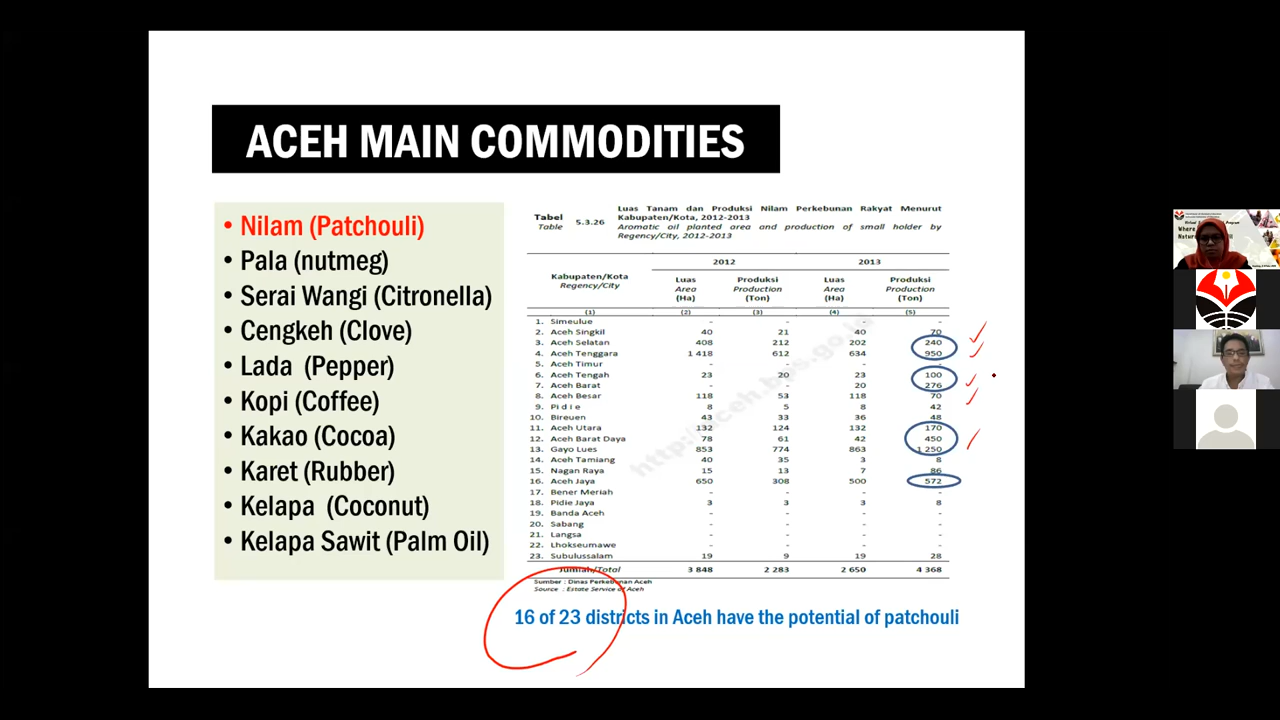 ACEH MAIN COMMODITIES
• Nilam (Patchouli)
• Pala (nutmeg)
• Serai Wangi (Citronella)
• Cengkeh (Clove)
• Lada (Pepper)
• Kopi (Coffee)
• Kakao (Cocoa)
• Karet (Rubber)
• Kelapa (Coconut)
• Kelapa Sawit (Palm Oil)
Tabel 5.3.26 Luas Tanam dan Produksi Nilam Perkebunan Rakyat Menurut
Table Kabupaten/Kota, 2012-2013
Aromatic oil planted area and production of small holder by
Regency/City, 2012-2013
2012 2013
Kabupaten/Kota Luas Produksi Luas Produksi
Regency/City Area Production Area Production
(Ha) (Ton) (Ha) (Ton)
(1) (2) (3) (4) (5)
1. Simeulue - - - -
2. Aceh Singkil 40 21 40 70
3. Aceh Selatan 408 212 202 240
4. Aceh Tenggara 1 418 612 634 950
5. Aceh Timur - - - -
6. Aceh Tengah 23 20 23 100
7. Aceh Barat - - 20 276
8. Aceh Besar 118 53 118 70
9. Pidie 8 5 8 42
10. Bireuen 43 33 36 48
11. Aceh Utara 132 124 132 170
12. Aceh Barat Daya 78 61 42 450
13. Gayo Lues 853 774 863 1 250
14. Aceh Tamiang 40 35 3 8
15. Nagan Raya 15 13 7 86
16. Aceh Jaya 650 308 500 572
17. Bener Meriah - - - -
18. Pidie Jaya 3 3 3 8
19. Banda Aceh - - - -
20. Sabang - - - -
21. Langsa - - - -
22. Lhokseumawe - - - -
23. Subulussalam 19 9 19 28
Jumlah/Total 3 848 2 283 2 650 4 368
Sumber : Dinas Perkebunan Aceh
Source : Estate Service of Aceh
http://aceh.bps.go.id
16 of 23 districts in Aceh have the potential of patchouli